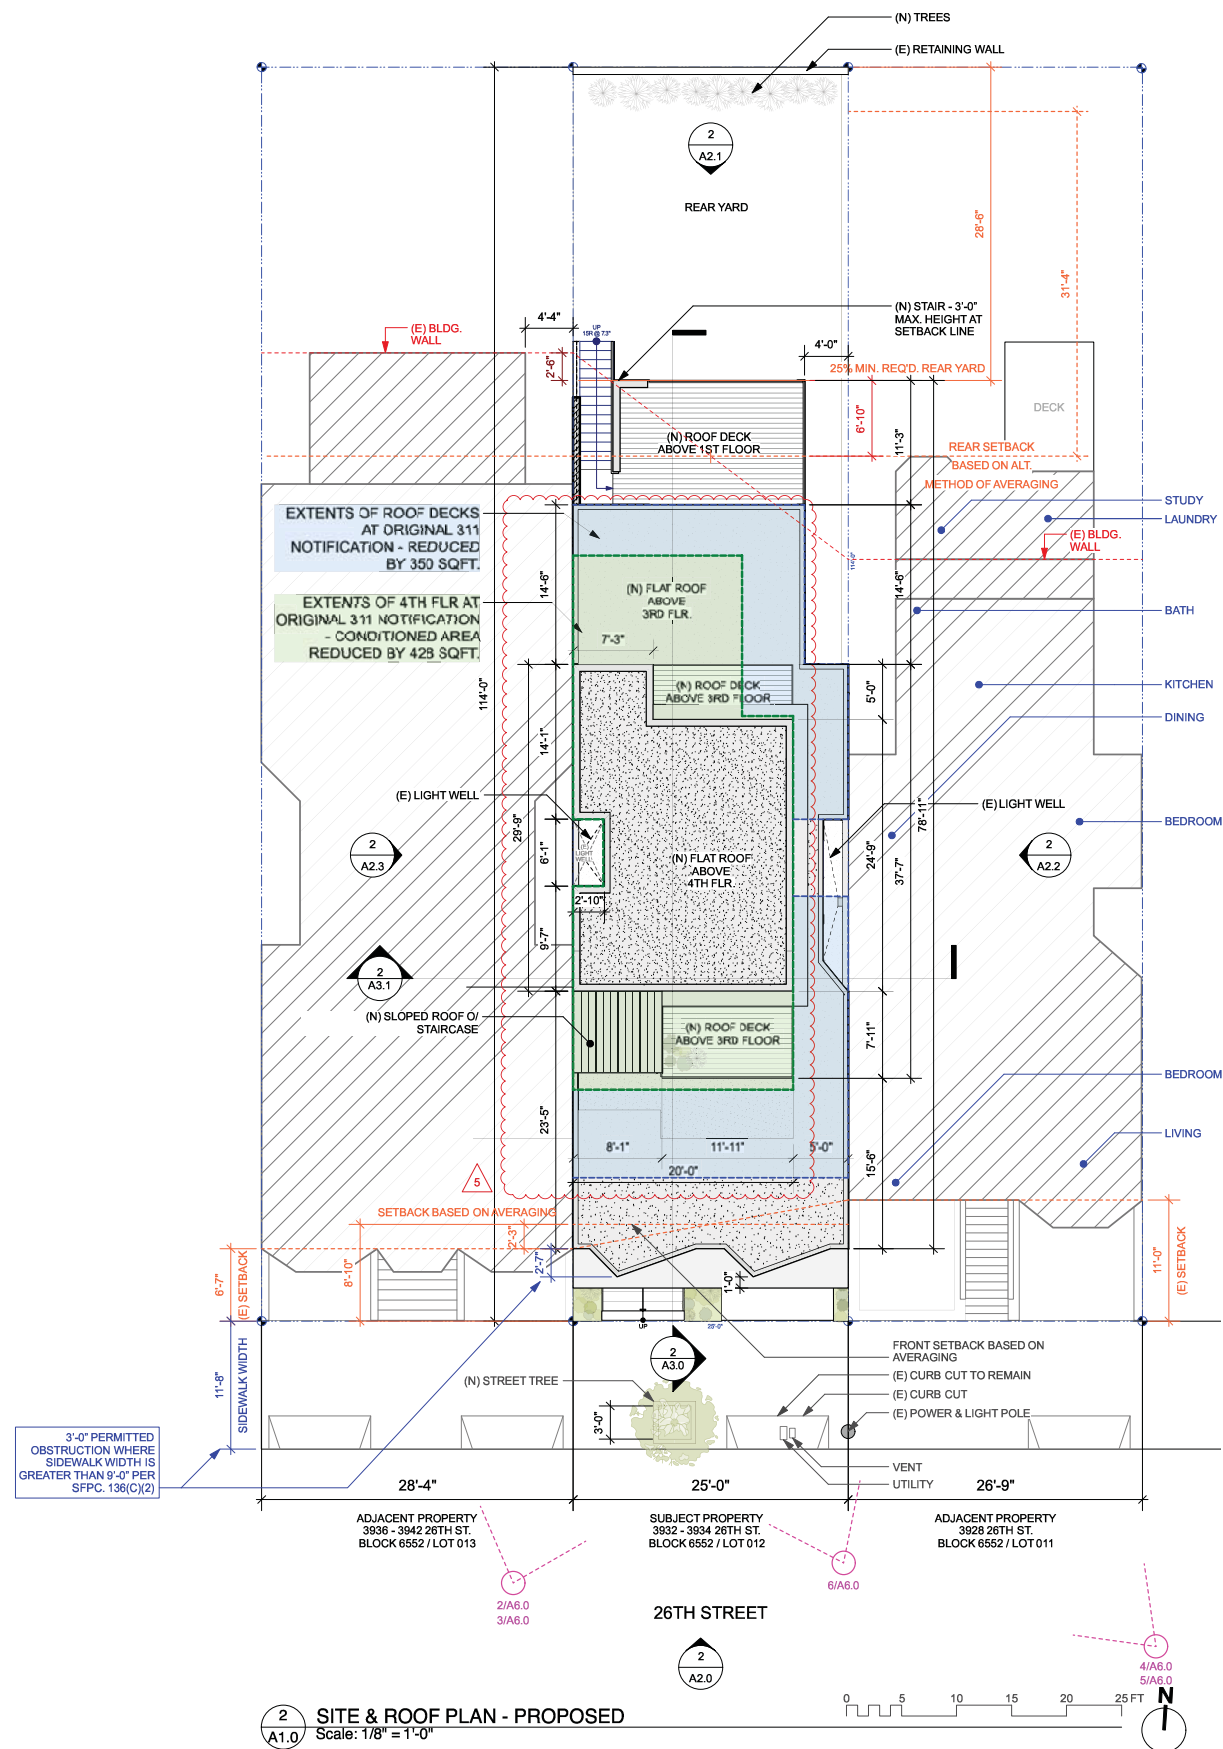 (N) TREES
(E) RETAINING WALL
2
A2.1
REAR YARD
28'-6"
31'-4"
(N) STAIR - 3'-0"
MAX. HEIGHT AT
SETBACK LINE
4'-4"
(E) BLDG.
WALL
UP
15R @ 7.3"
2'-6"
4'-0"
25% MIN. REQ'D. REAR YARD
DECK
6'-10"
11'-3"
(N) ROOF DECK
ABOVE 1ST FLOOR
REAR SETBACK
BASED ON ALT.
METHOD OF AVERAGING
STUDY
LAUNDRY
(E) BLDG.
WALL
EXTENTS OF ROOF DECKS
AT ORIGINAL 311
NOTIFICATION - REDUCED
BY 350 SQFT.
114'-0"
14'-6"
14'-6"
EXTENTS OF 4TH FLR AT
ORIGINAL 311 NOTIFICATION
- CONDITIONED AREA
REDUCED BY 428 SQFT.
(N) FLAT ROOF
ABOVE
3RD FLR.
7'-3"
BATH
KITCHEN
DINING
114'-0"
(N) ROOF DECK
ABOVE 3RD FLOOR
5'-0"
14'-1"
(E) LIGHT WELL
(E) LIGHT WELL
BEDROOM
29'-9"
6'-1"
(E)
LIGHT
WELL
78'-11"
24'-9"
37'-7"
2
A2.3
2
A2.2
(N) FLAT ROOF
ABOVE
4TH FLR.
2'-10"
9'-7"
2
A3.1
(N) SLOPED ROOF O/
STAIRCASE
(N) ROOF DECK
ABOVE 3RD FLOOR
7'-11"
BEDROOM
23'-5"
LIVING
8'-1"
11'-11"
5'-0"
15'-6"
20'-0"
5
SETBACK BASED ON AVERAGING
2'-3"
8'-10"
6'-7"
(E) SETBACK
2'-7"
1'-0"
11'-0"
(E) SETBACK
UP
25'-0"
11'-8"
SIDEWALK WIDTH
2
A3.0
FRONT SETBACK BASED ON
AVERAGING
(N) STREET TREE
(E) CURB CUT TO REMAIN
(E) CURB CUT
(E) POWER & LIGHT POLE
3'-0"
VENT
UTILITY
3'-0" PERMITTED
OBSTRUCTION WHERE
SIDEWALK WIDTH IS
GREATER THAN 9'-0" PER
SFPC. 136(C)(2)
28'-4"
25'-0"
26'-9"
ADJACENT PROPERTY
3936 - 3942 26TH ST.
BLOCK 6552 / LOT 013
SUBJECT PROPERTY
3932 - 3934 26TH ST.
BLOCK 6552 / LOT 012
ADJACENT PROPERTY
3928 26TH ST.
BLOCK 6552 / LOT 011
2/A6.0
3/A6.0
6/A6.0
26TH STREET
4/A6.0
5/A6.0
2
A2.0
0 5 10 15 20 25 FT
N
2
A1.0
SITE & ROOF PLAN - PROPOSED
Scale: 1/8" = 1'-0"